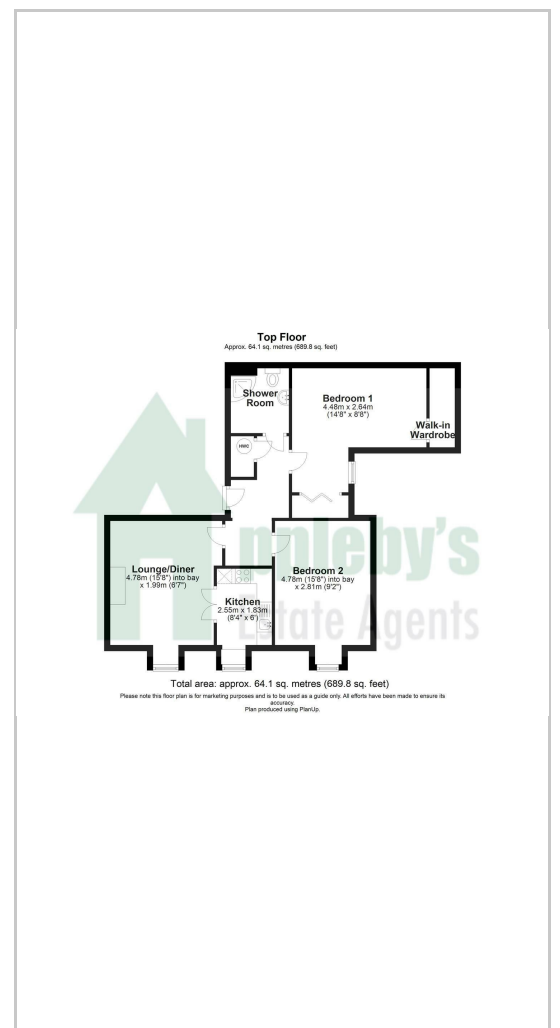 Top Floor
Approx. 64.1 sq. metres (689.8 sq. feet)
Shower
Room
Bedroom 1
4.48m x 2.64m
(14'8" x 8'8")
Walk-in
Wardrobe
HWC
Lounge/Diner
4.78m (15'8") into bay
x 1.99m (6'7")
Kitchen
2.55m x 1.83m
(8'4" x 6')
Bedroom 2
4.78m (15'8") into bay
x 2.81m (9'2")
ppleby's
Estate Agents
Total area: approx. 64.1 sq. metres (689.8 sq. feet)
Please note this floor plan is for marketing purposes and is to be used as a guide only. All efforts have been made to ensure its
accuracy.
Plan produced using PlanUp.